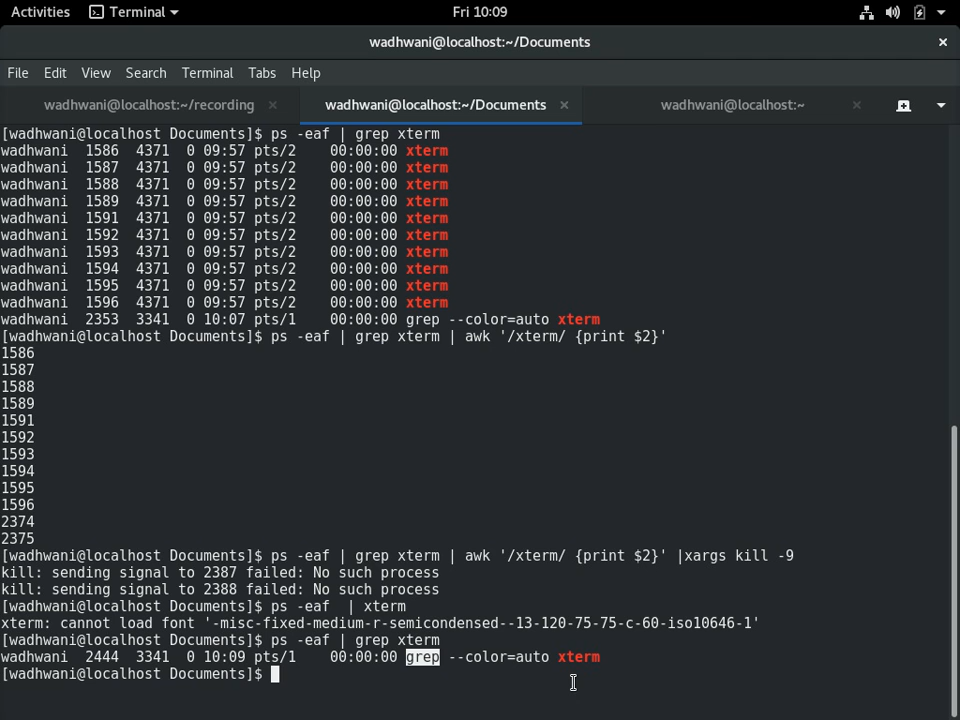 Activities Terminal Fri 10:09
wadhwani@localhost:~/Documents ×
File Edit View Search Terminal Tabs Help
wadhwani@localhost:~/recording × wadhwani@localhost:~/Documents × wadhwani@localhost:~ ×
[wadhwani@localhost Documents]$ ps -eaf | grep xterm
wadhwani  1586  4371  0 09:57 pts/2    00:00:00 xterm
wadhwani  1587  4371  0 09:57 pts/2    00:00:00 xterm
wadhwani  1588  4371  0 09:57 pts/2    00:00:00 xterm
wadhwani  1589  4371  0 09:57 pts/2    00:00:00 xterm
wadhwani  1591  4371  0 09:57 pts/2    00:00:00 xterm
wadhwani  1592  4371  0 09:57 pts/2    00:00:00 xterm
wadhwani  1593  4371  0 09:57 pts/2    00:00:00 xterm
wadhwani  1594  4371  0 09:57 pts/2    00:00:00 xterm
wadhwani  1595  4371  0 09:57 pts/2    00:00:00 xterm
wadhwani  1596  4371  0 09:57 pts/2    00:00:00 xterm
wadhwani  2353  3341  0 10:07 pts/1    00:00:00 grep --color=auto xterm
[wadhwani@localhost Documents]$ ps -eaf | grep xterm | awk '/xterm/ {print $2}'
1586
1587
1588
1589
1591
1592
1593
1594
1595
1596
2374
2375
[wadhwani@localhost Documents]$ ps -eaf | grep xterm | awk '/xterm/ {print $2}' |xargs kill -9
kill: sending signal to 2387 failed: No such process
kill: sending signal to 2388 failed: No such process
[wadhwani@localhost Documents]$ ps -eaf  | xterm
xterm: cannot load font '-misc-fixed-medium-r-semicondensed--13-120-75-75-c-60-iso10646-1'
[wadhwani@localhost Documents]$ ps -eaf | grep xterm
wadhwani  2444  3341  0 10:09 pts/1    00:00:00 grep --color=auto xterm
[wadhwani@localhost Documents]$